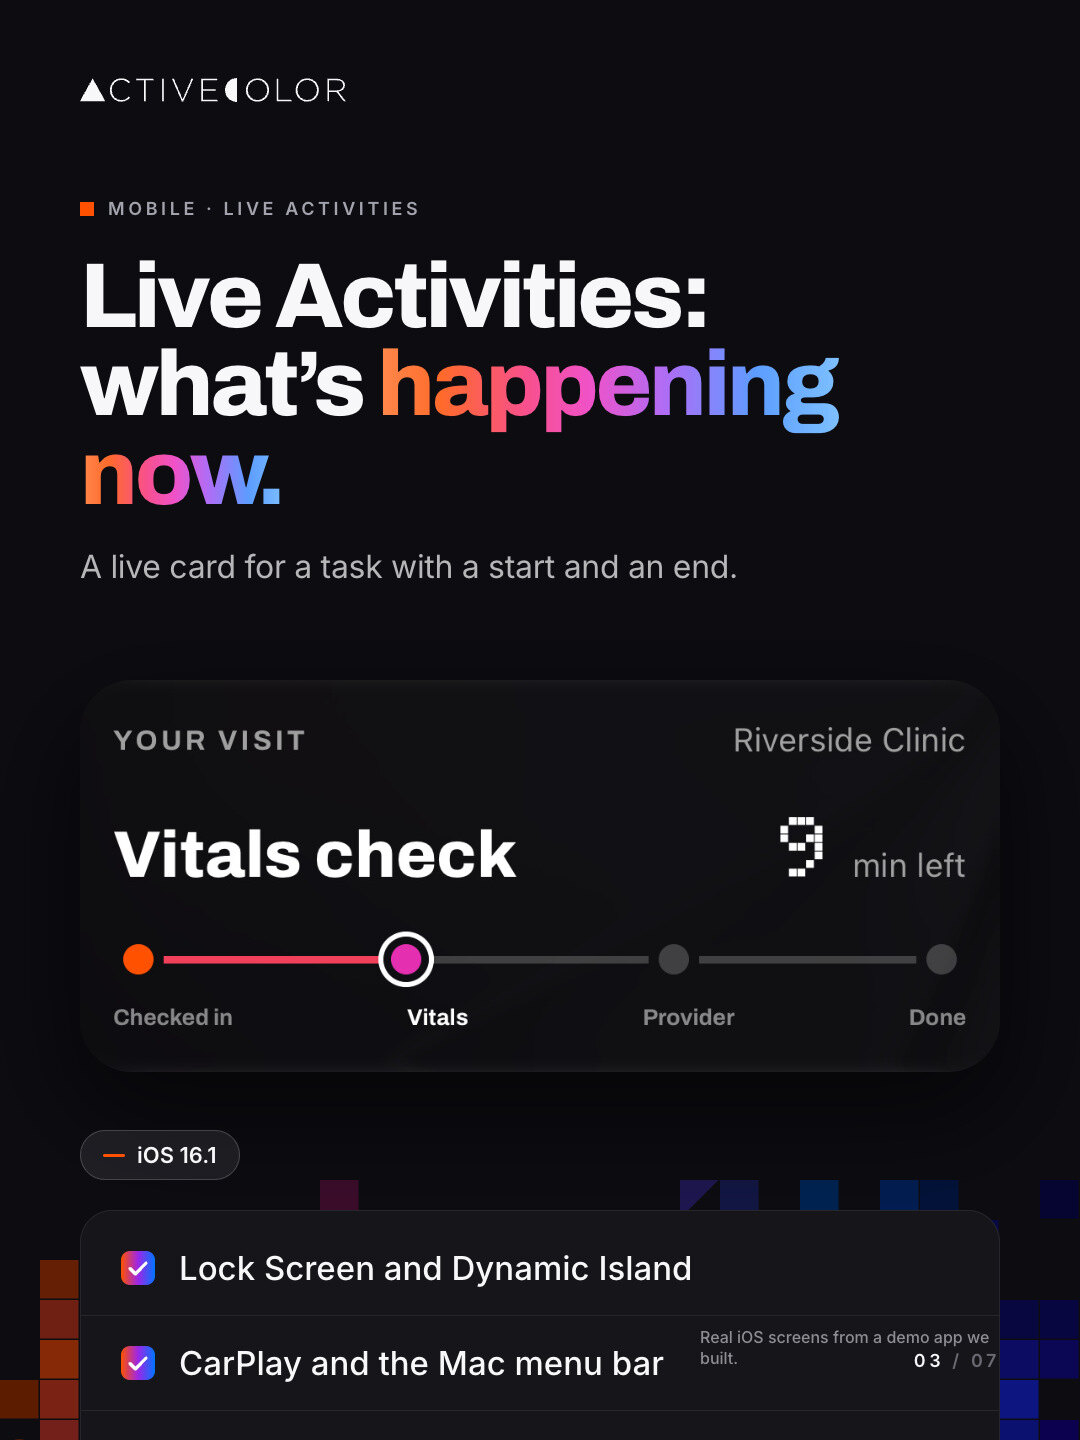 ACTIVECOLOR
MOBILE · LIVE ACTIVITIES
Live Activities:
what’s happening
now.
A live card for a task with a start and an end.
YOUR VISIT
Riverside Clinic
Vitals check
9 min left
Checked in
Vitals
Provider
Done
iOS 16.1
Lock Screen and Dynamic Island
CarPlay and the Mac menu bar
Real iOS screens from a demo app we
built.
03 / 07